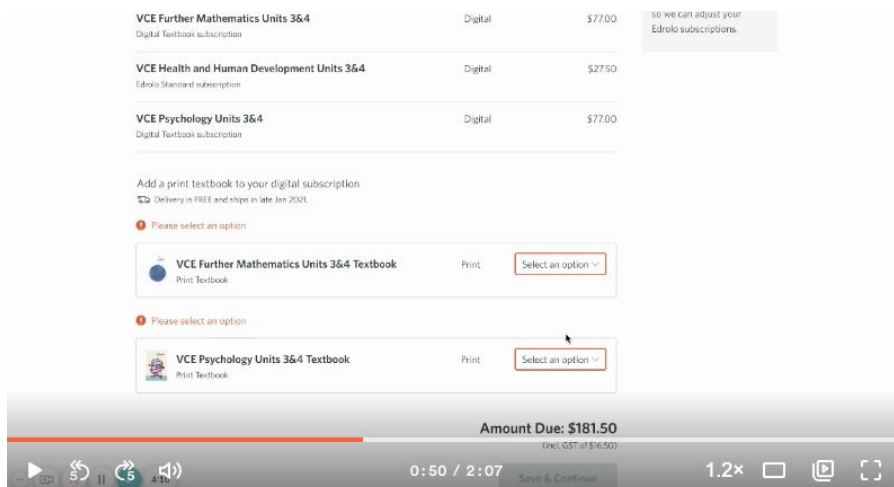 VCE Further Mathematics Units 3&4 Digital $77.00
Digital Textbook subscription
so we can adjust your
Edrolo subscriptions.
VCE Health and Human Development Units 3&4 Digital $27.50
Edrolo Standard subscription
VCE Psychology Units 3&4 Digital $77.00
Digital Textbook subscription
Add a print textbook to your digital subscription
Delivery is FREE and ships in late Jan 2021.
Please select an option
VCE Further Mathematics Units 3&4 Textbook Print Select an option
Print Textbook
Please select an option
VCE Psychology Units 3&4 Textbook Print Select an option
Print Textbook
Amount Due: $181.50
(incl. GST of $16.50)
5 5 0:50 / 2:07 1.2×
4:10 Save & Continue